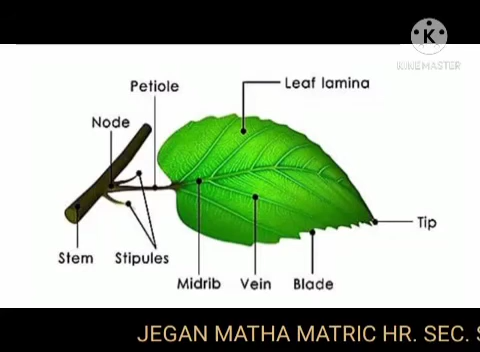 KINEMASTER
Leaf lamina
Petiole
Node
Tip
Stem
Stipules
Midrib
Vein
Blade
JEGAN MATHA MATRIC HR. SEC.